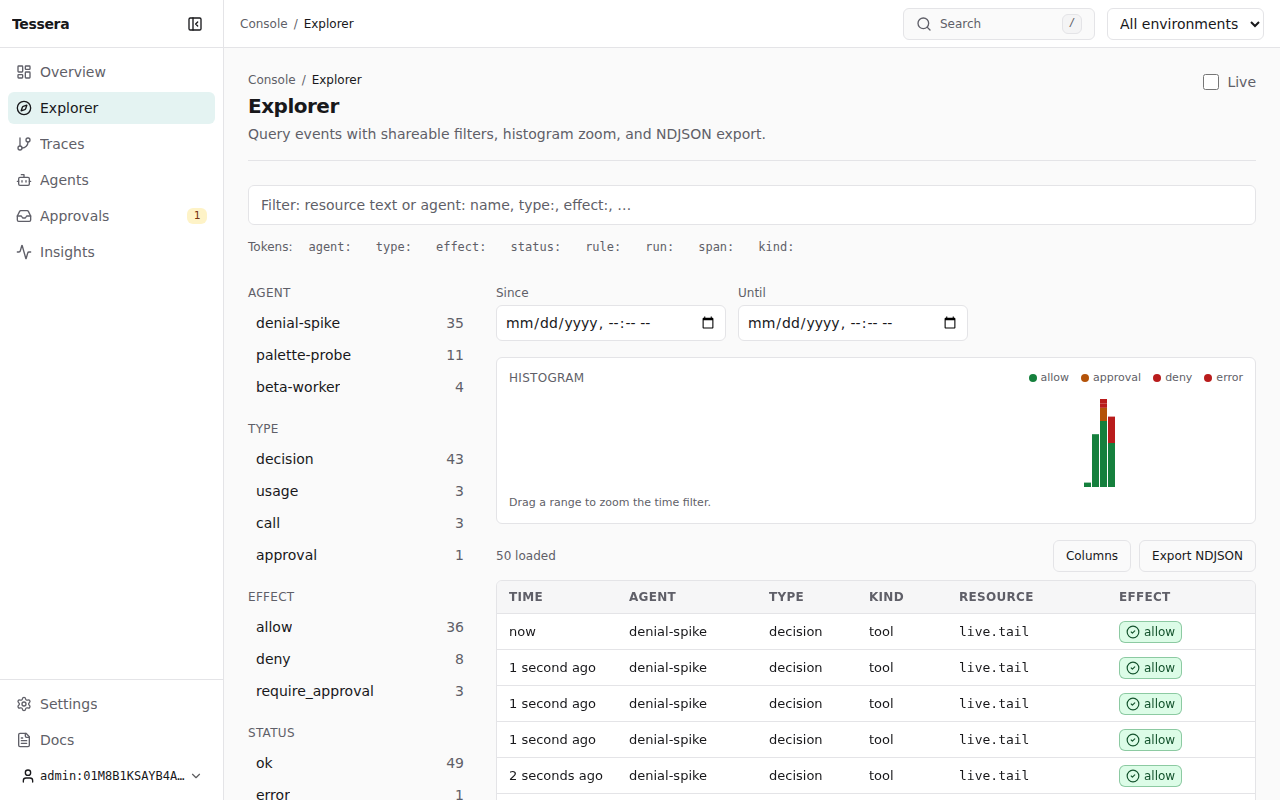 Tessera
Console / Explorer
Search /
All environments
Overview
Explorer
Traces
Agents
Approvals 1
Insights
Settings
Docs
admin:01M8B1KSAYB4A…
Console / Explorer
Live
Explorer
Query events with shareable filters, histogram zoom, and NDJSON export.
Filter: resource text or agent: name, type:, effect:, …
Tokens: agent: type: effect: status: rule: run: span: kind:
AGENT
denial-spike 35
palette-probe 11
beta-worker 4
TYPE
decision 43
usage 3
call 3
approval 1
EFFECT
allow 36
deny 8
require_approval 3
STATUS
ok 49
error 1
Since
mm/dd/yyyy, --:-- --
Until
mm/dd/yyyy, --:-- --
HISTOGRAM
allow approval deny error
Drag a range to zoom the time filter.
50 loaded
Columns
Export NDJSON
TIME AGENT TYPE KIND RESOURCE EFFECT
now denial-spike decision tool live.tail allow
1 second ago denial-spike decision tool live.tail allow
1 second ago denial-spike decision tool live.tail allow
1 second ago denial-spike decision tool live.tail allow
2 seconds ago denial-spike decision tool live.tail allow